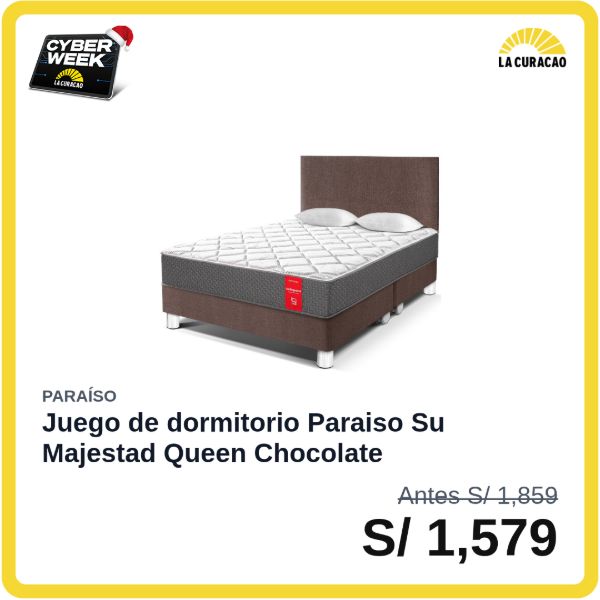 CYBER
WEEK
LA CURACAO
LA CURACAO
PARAÍSO
Juego de dormitorio Paraiso Su
Majestad Queen Chocolate
Antes S/ 1,859
S/ 1,579